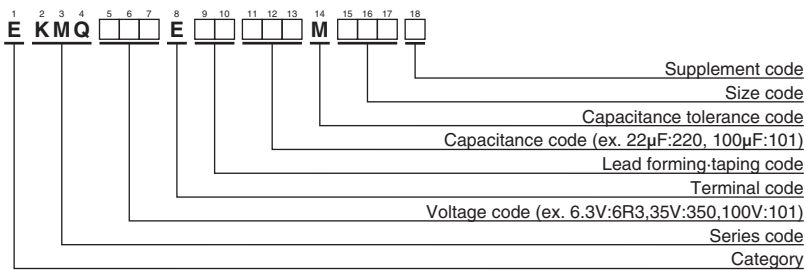 1 2 3 4 5 6 7 8 9 10 11 12 13 14 15 16 17 18
E KMQ E M
Supplement code
Size code
Capacitance tolerance code
Capacitance code (ex. 22µF:220, 100µF:101)
Lead forming·taping code
Terminal code
Voltage code (ex. 6.3V:6R3,35V:350,100V:101)
Series code
Category